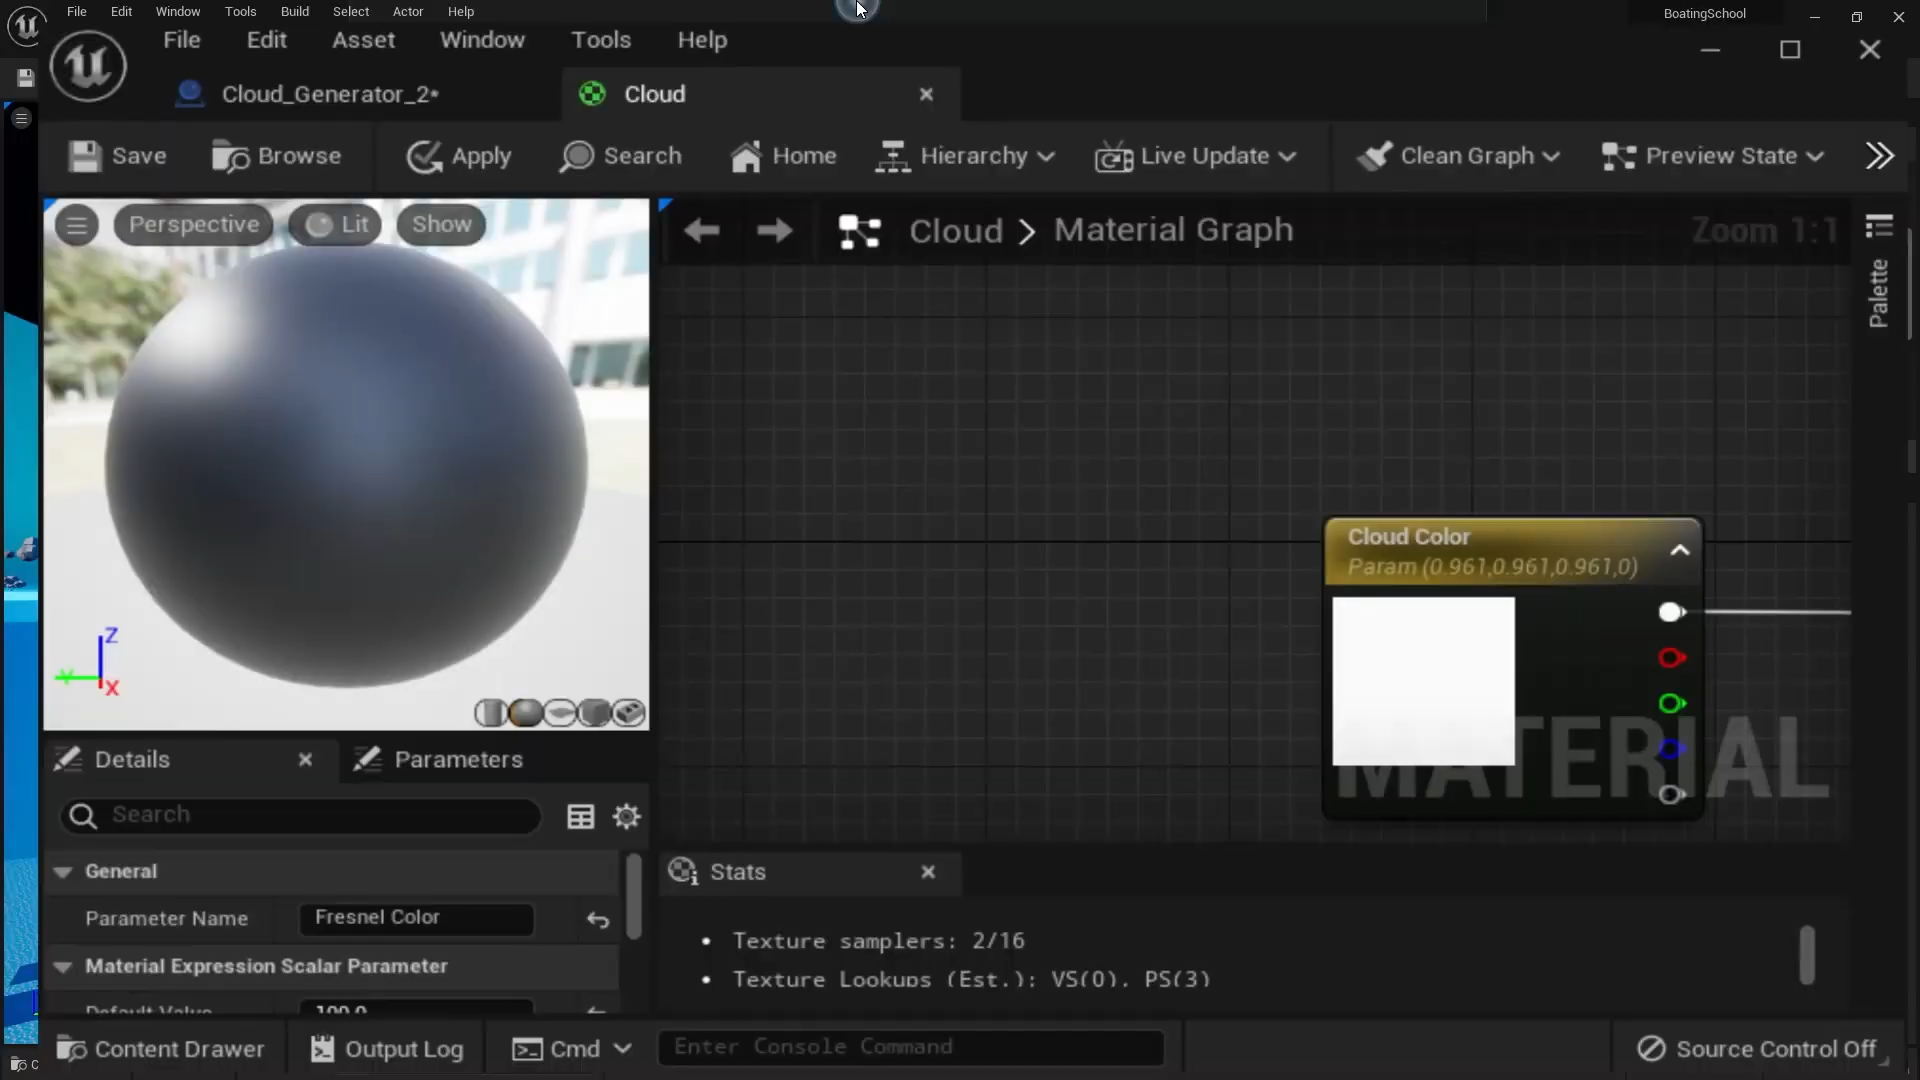 File Edit Window Tools Build Select Actor Help
BoatingSchool
File Edit Asset Window Tools Help
Cloud_Generator_2*
Cloud
Save Browse Apply Search Home Hierarchy Live Update Clean Graph Preview State
Perspective Lit Show
Cloud > Material Graph
Zoom 1:1
Palette
Cloud Color
Param (0.961,0.961,0.961,0)
Z
Y
X
MATERIAL
Details
Parameters
Search
General
Parameter Name
Fresnel Color
Material Expression Scalar Parameter
Default Value
100.0
Stats
• Texture samplers: 2/16
• Texture Lookups (Est.): VS(0), PS(3)
Content Drawer
Output Log
Cmd
Enter Console Command
Source Control Off
C